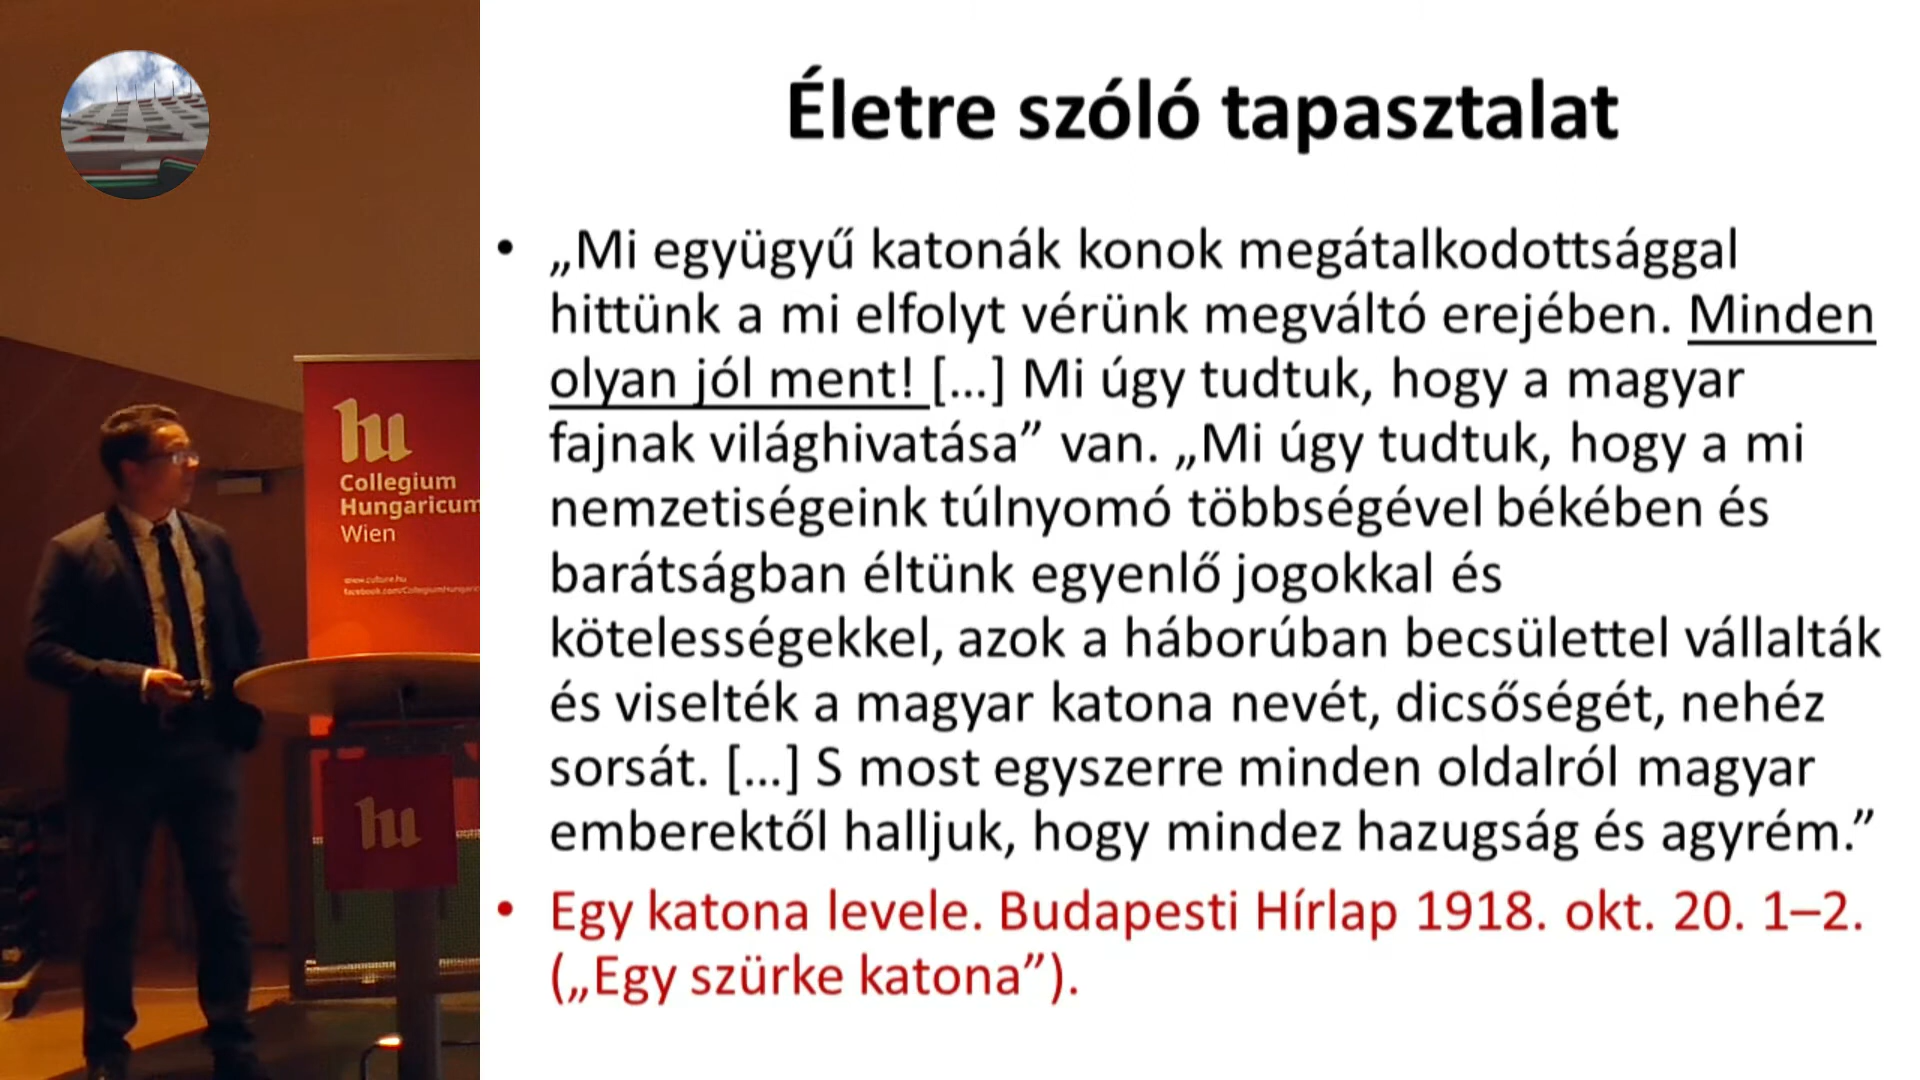 Életre szóló tapasztalat
• „Mi együgyű katonák konok megátalkodottsággal
hittünk a mi elfolyt vérünk megváltó erejében. Minden
olyan jól ment! [...] Mi úgy tudtuk, hogy a magyar
fajnak világhivatása” van. „Mi úgy tudtuk, hogy a mi
nemzetiségeink túlnyomó többségével békében és
barátságban éltünk egyenlő jogokkal és
kötelességekkel, azok a háborúban becsülettel vállalták
és viselték a magyar katona nevét, dicsőségét, nehéz
sorsát. [...] S most egyszerre minden oldalról magyar
emberektől halljuk, hogy mindez hazugság és agyrém.”
• Egy katona levele. Budapesti Hírlap 1918. okt. 20. 1–2.
(„Egy szürke katona”).
hu
Collegium
Hungaricum
Wien
www.culture.hu
facebook.com/CollegiumHungari
hu